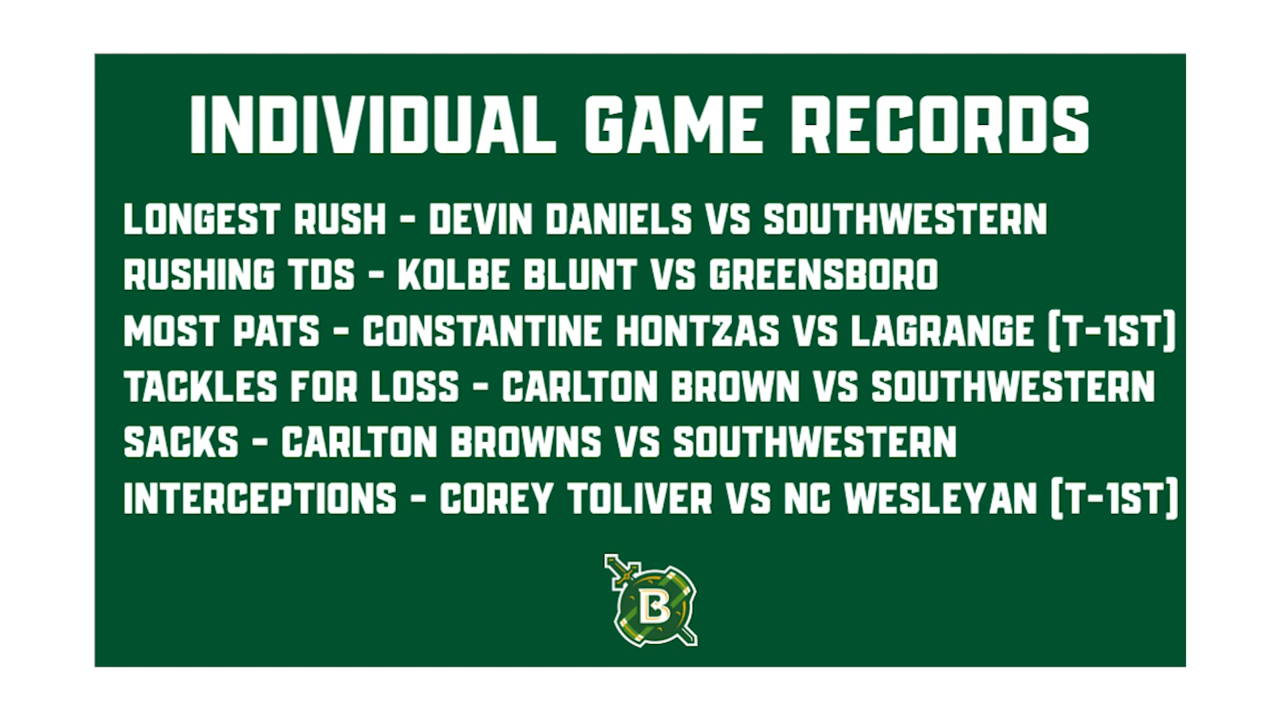 INDIVIDUAL GAME RECORDS
LONGEST RUSH - DEVIN DANIELS VS SOUTHWESTERN
RUSHING TDS - KOLBE BLUNT VS GREENSBORO
MOST PATS - CONSTANTINE HONTZAS VS LAGRANGE (T-1ST)
TACKLES FOR LOSS - CARLTON BROWN VS SOUTHWESTERN
SACKS - CARLTON BROWNS VS SOUTHWESTERN
INTERCEPTIONS - COREY TOLIVER VS NC WESLEYAN (T-1ST)
B